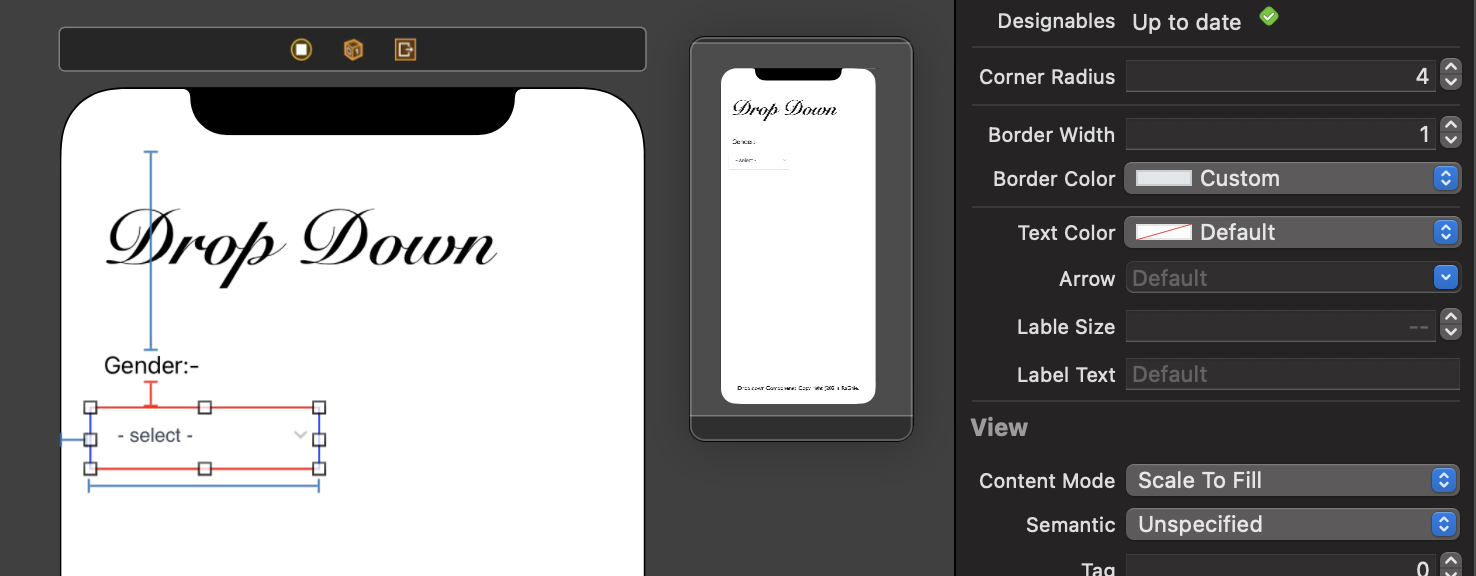 Drop Down
Gender:-
- select -
Drop Down
Gender:-
- select -
Designables Up to date
Corner Radius 4
Border Width 1
Border Color Custom
Text Color Default
Arrow Default
Lable Size --
Label Text Default
View
Content Mode Scale To Fill
Semantic Unspecified
Tag 0